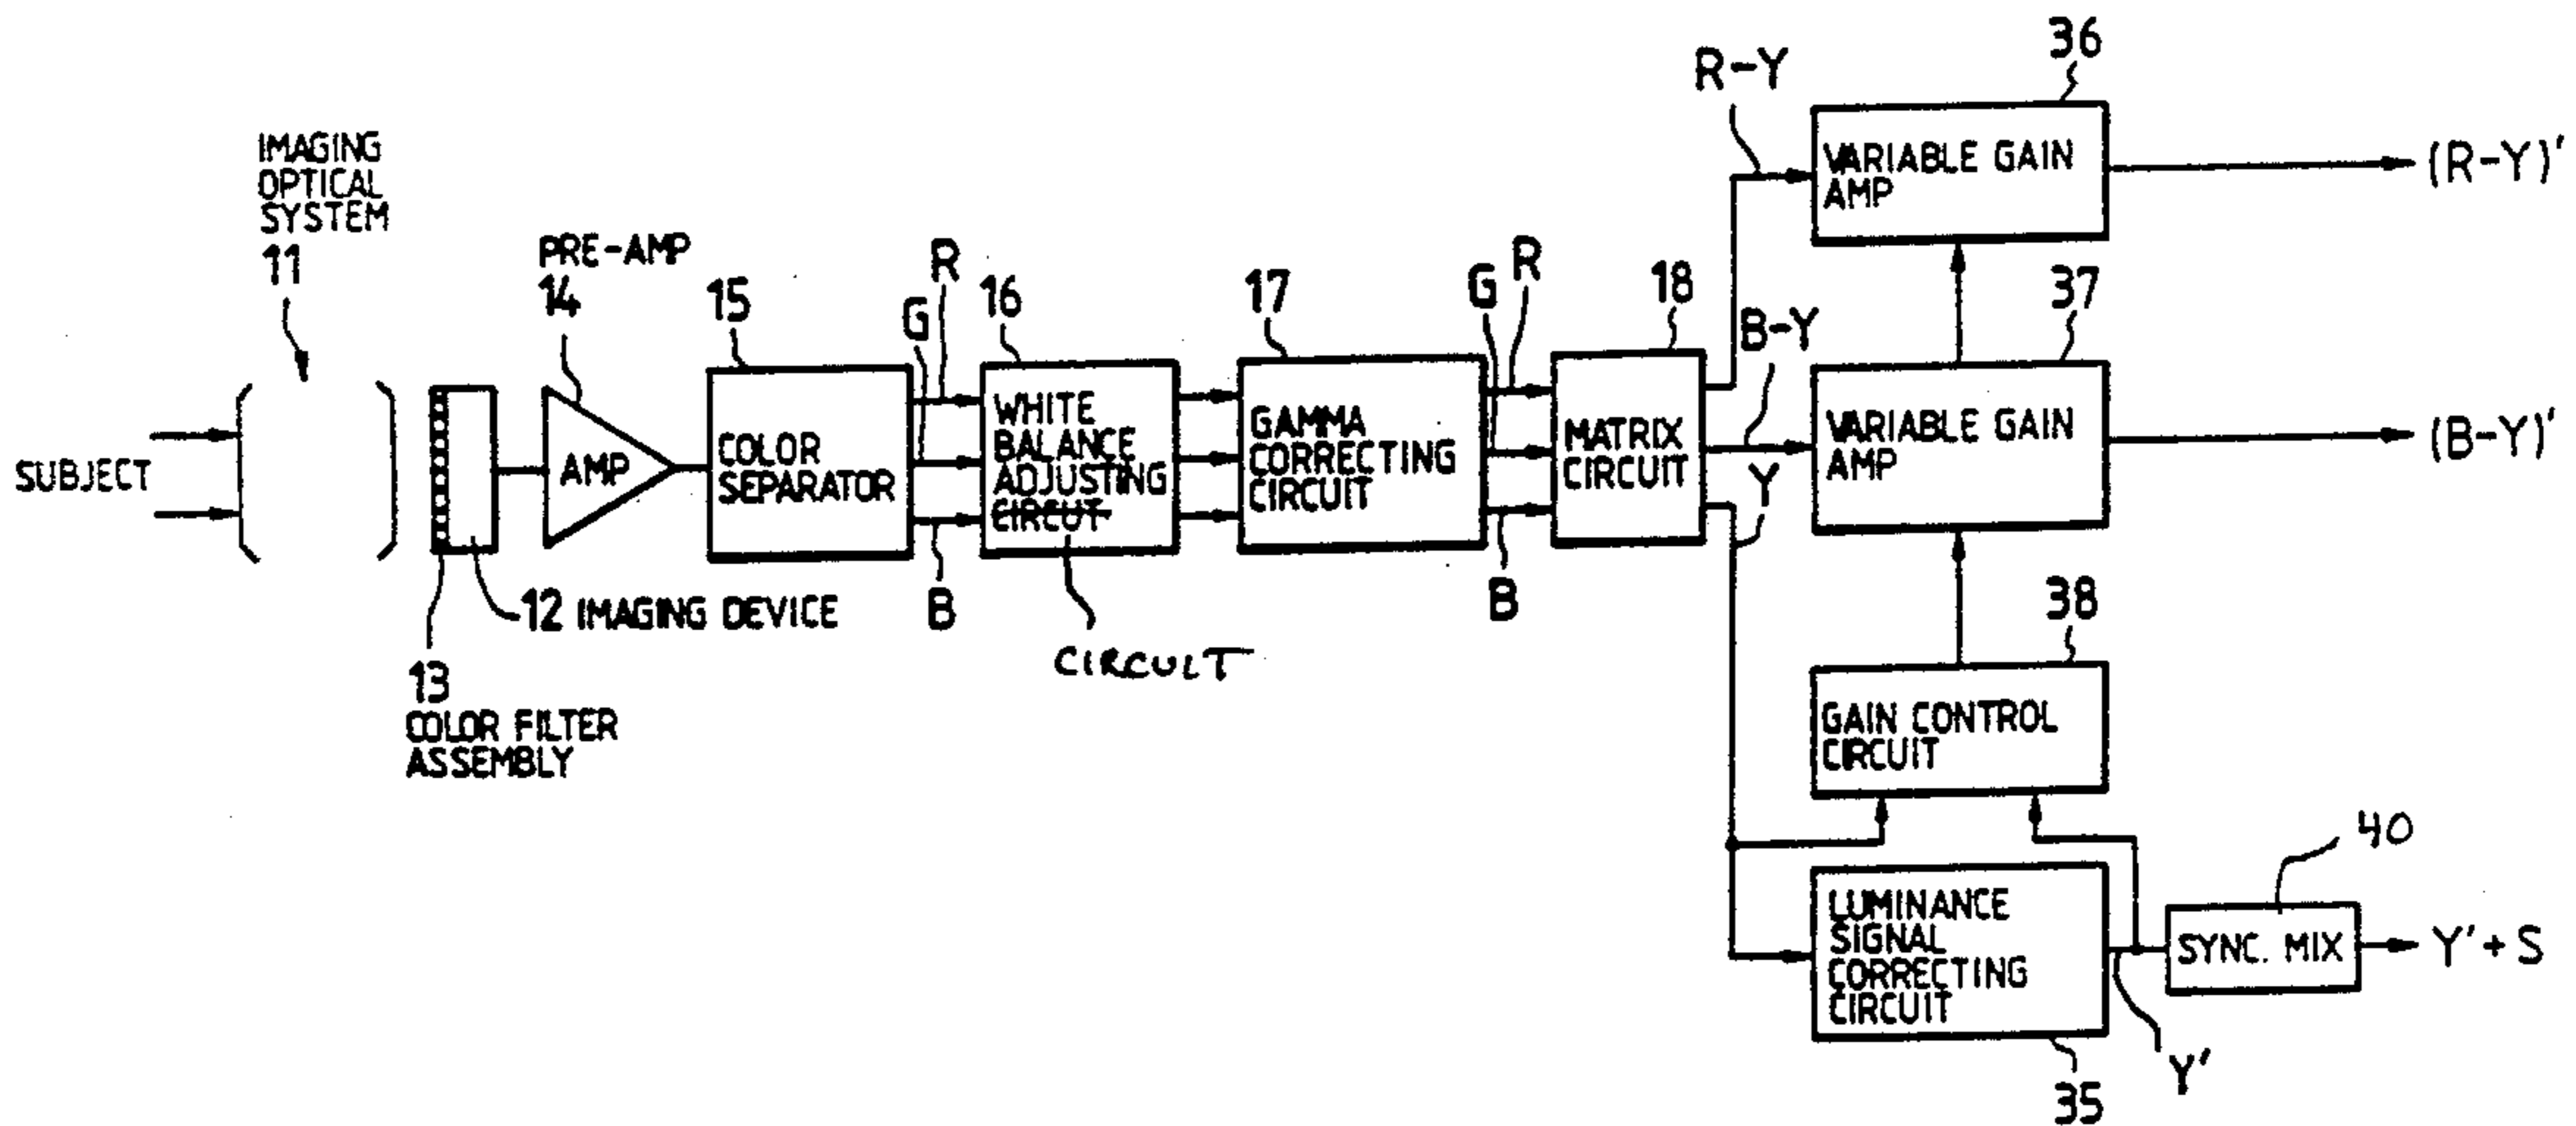 IMAGING
OPTICAL
SYSTEM
11
SUBJECT
13
COLOR FILTER
ASSEMBLY
12 IMAGING DEVICE
PRE-AMP
14
AMP
15
COLOR
SEPARATOR
R
G
B
16
WHITE
BALANCE
ADJUSTING
CIRCUT
CIRCUIT
17
GAMMA
CORRECTING
CIRCUIT
R
G
B
18
MATRIX
CIRCUIT
R-Y
B-Y
Y
36
VARIABLE GAIN
AMP
(R-Y)'
37
VARIABLE GAIN
AMP
(B-Y)'
38
GAIN CONTROL
CIRCUIT
LUMINANCE
SIGNAL
CORRECTING
CIRCUIT
35
Y'
40
SYNC. MIX
Y'+S